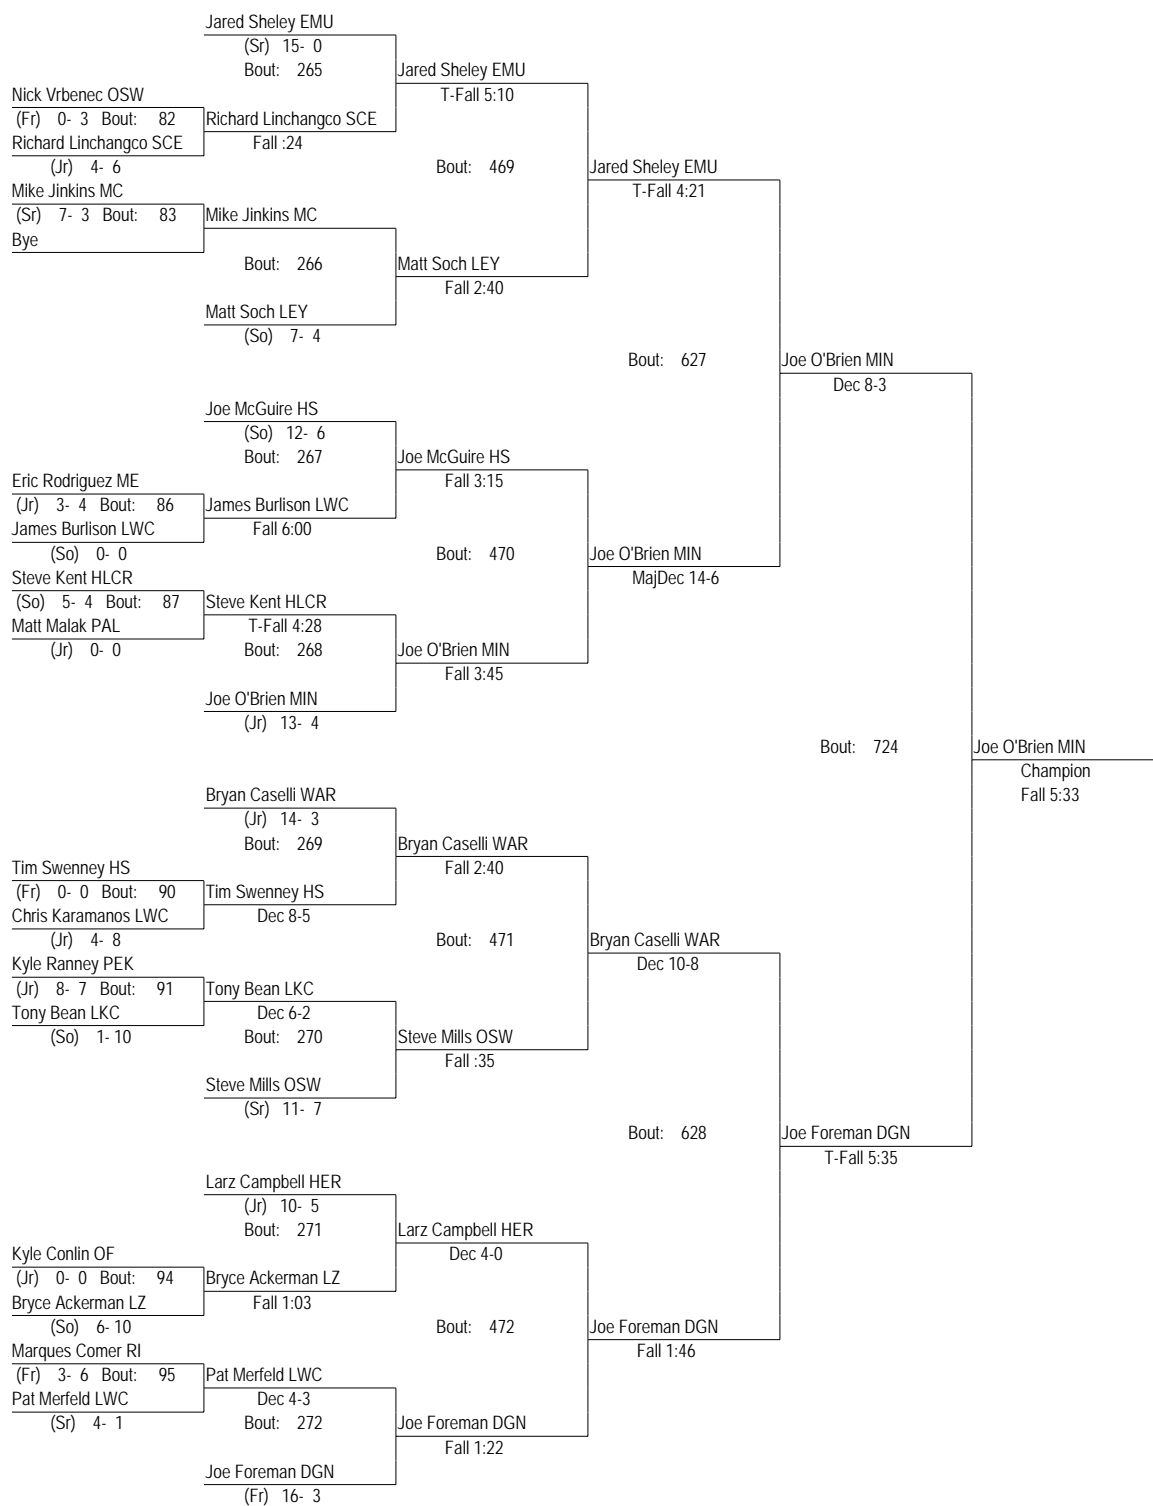 Jared Sheley EMU
(Sr) 15- 0
Bout: 265 Jared Sheley EMU
Nick Vrbenec OSW T-Fall 5:10
(Fr) 0- 3 Bout: 82 Richard Linchangco SCE
Richard Linchangco SCE Fall :24
(Jr) 4- 6 Bout: 469 Jared Sheley EMU
Mike Jinkins MC T-Fall 4:21
(Sr) 7- 3 Bout: 83 Mike Jinkins MC
Bye
Bout: 266 Matt Soch LEY
Fall 2:40
Matt Soch LEY
(So) 7- 4
Bout: 627 Joe O'Brien MIN
Dec 8-3
Joe McGuire HS
(So) 12- 6
Bout: 267 Joe McGuire HS
Eric Rodriguez ME Fall 3:15
(Jr) 3- 4 Bout: 86 James Burlison LWC
James Burlison LWC Fall 6:00
(So) 0- 0 Bout: 470 Joe O'Brien MIN
Steve Kent HLCR MajDec 14-6
(So) 5- 4 Bout: 87 Steve Kent HLCR
Matt Malak PAL T-Fall 4:28
(Jr) 0- 0 Bout: 268 Joe O'Brien MIN
Fall 3:45
Joe O'Brien MIN
(Jr) 13- 4
Bout: 724 Joe O'Brien MIN
Champion
Bryan Caselli WAR Fall 5:33
(Jr) 14- 3
Bout: 269 Bryan Caselli WAR
Tim Swenney HS Fall 2:40
(Fr) 0- 0 Bout: 90 Tim Swenney HS
Chris Karamanos LWC Dec 8-5
(Jr) 4- 8 Bout: 471 Bryan Caselli WAR
Kyle Ranney PEK Dec 10-8
(Jr) 8- 7 Bout: 91 Tony Bean LKC
Tony Bean LKC Dec 6-2
(So) 1- 10 Bout: 270 Steve Mills OSW
Fall :35
Steve Mills OSW
(Sr) 11- 7
Bout: 628 Joe Foreman DGN
T-Fall 5:35
Larz Campbell HER
(Jr) 10- 5
Bout: 271 Larz Campbell HER
Kyle Conlin OF Dec 4-0
(Jr) 0- 0 Bout: 94 Bryce Ackerman LZ
Bryce Ackerman LZ Fall 1:03
(So) 6- 10 Bout: 472 Joe Foreman DGN
Marques Comer RI Fall 1:46
(Fr) 3- 6 Bout: 95 Pat Merfeld LWC
Pat Merfeld LWC Dec 4-3
(Sr) 4- 1 Bout: 272 Joe Foreman DGN
Fall 1:22
Joe Foreman DGN
(Fr) 16- 3